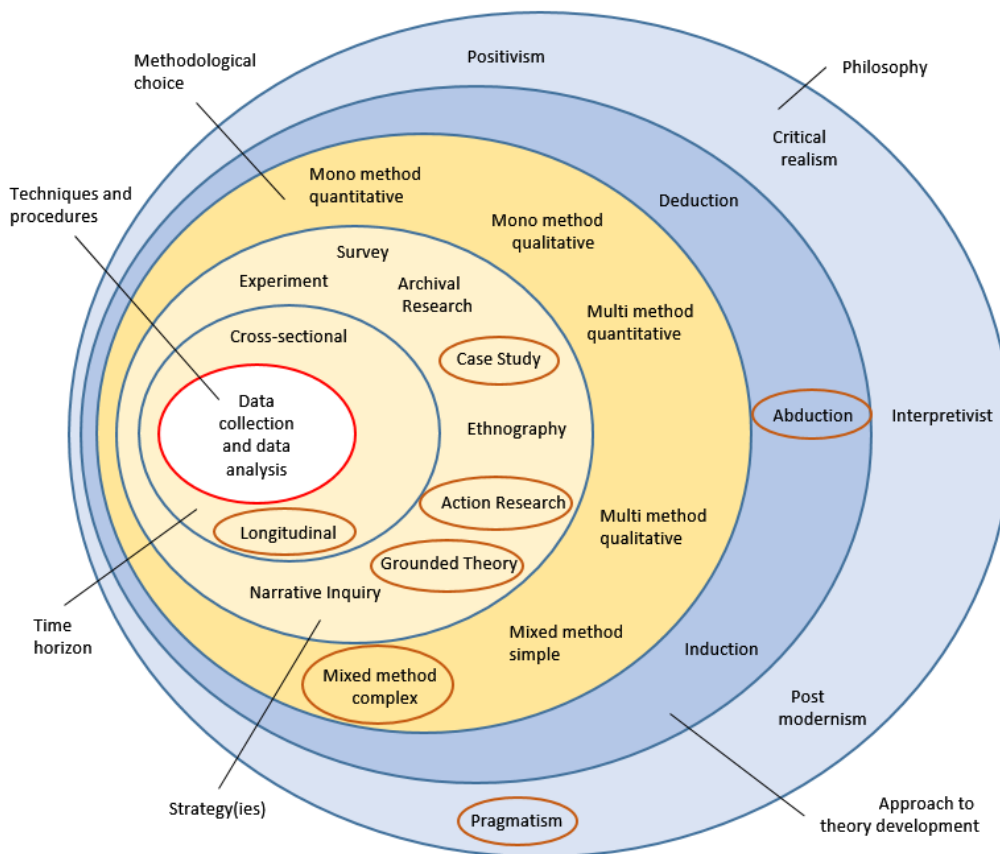 Positivism
Methodological
choice
Philosophy
Critical
realism
Mono method
quantitative
Techniques and
procedures
Deduction
Mono method
qualitative
Survey
Experiment
Archival
Research
Multi method
quantitative
Cross-sectional
Case Study
Data
collection
and data
analysis
Abduction
Interpretivist
Ethnography
Action Research
Multi method
qualitative
Longitudinal
Grounded Theory
Narrative Inquiry
Time
horizon
Mixed method
simple
Induction
Mixed method
complex
Post
modernism
Strategy(ies)
Pragmatism
Approach to
theory development